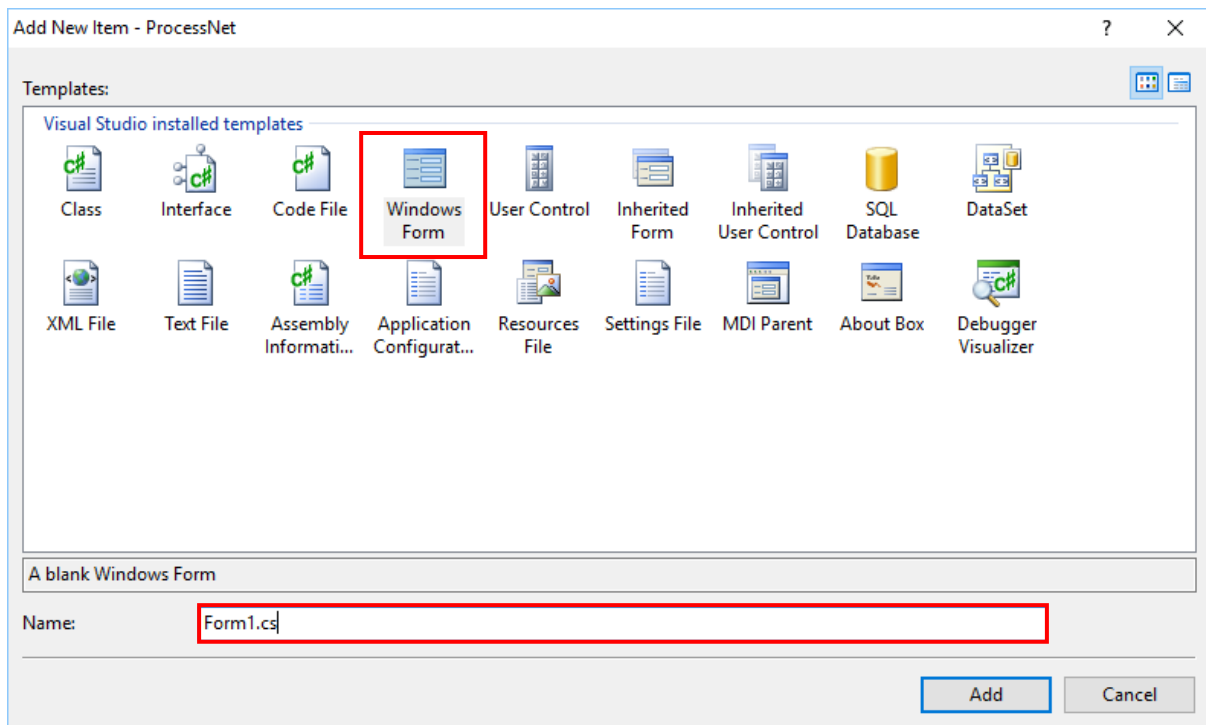 Add New Item - ProcessNet
?
Templates:
Visual Studio installed templates
Class
Interface
Code File
Windows
Form
User Control
Inherited
Form
Inherited
User Control
SQL
Database
DataSet
XML File
Text File
Assembly
Informati...
Application
Configurat...
Resources
File
Settings File
MDI Parent
About Box
Debugger
Visualizer
A blank Windows Form
Name:
Form1.cs
Add
Cancel